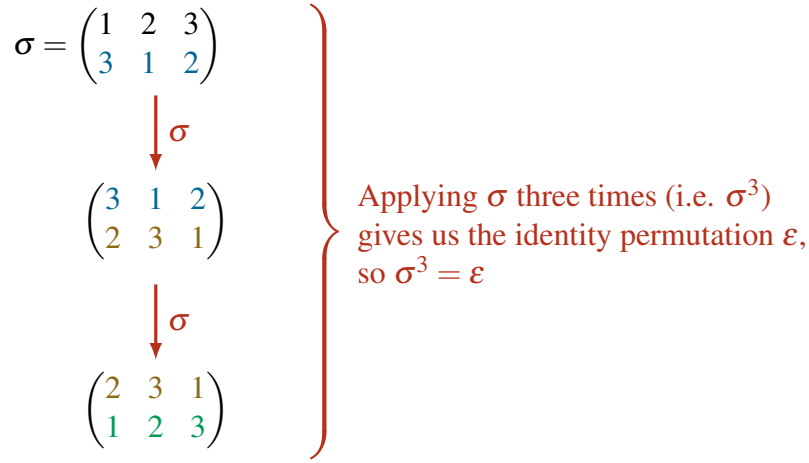 σ = (1 2 3
3 1 2)
σ
(3 1 2
2 3 1)
σ
(2 3 1
1 2 3)
Applying σ three times (i.e. σ³)
gives us the identity permutation ε,
so σ³ = ε